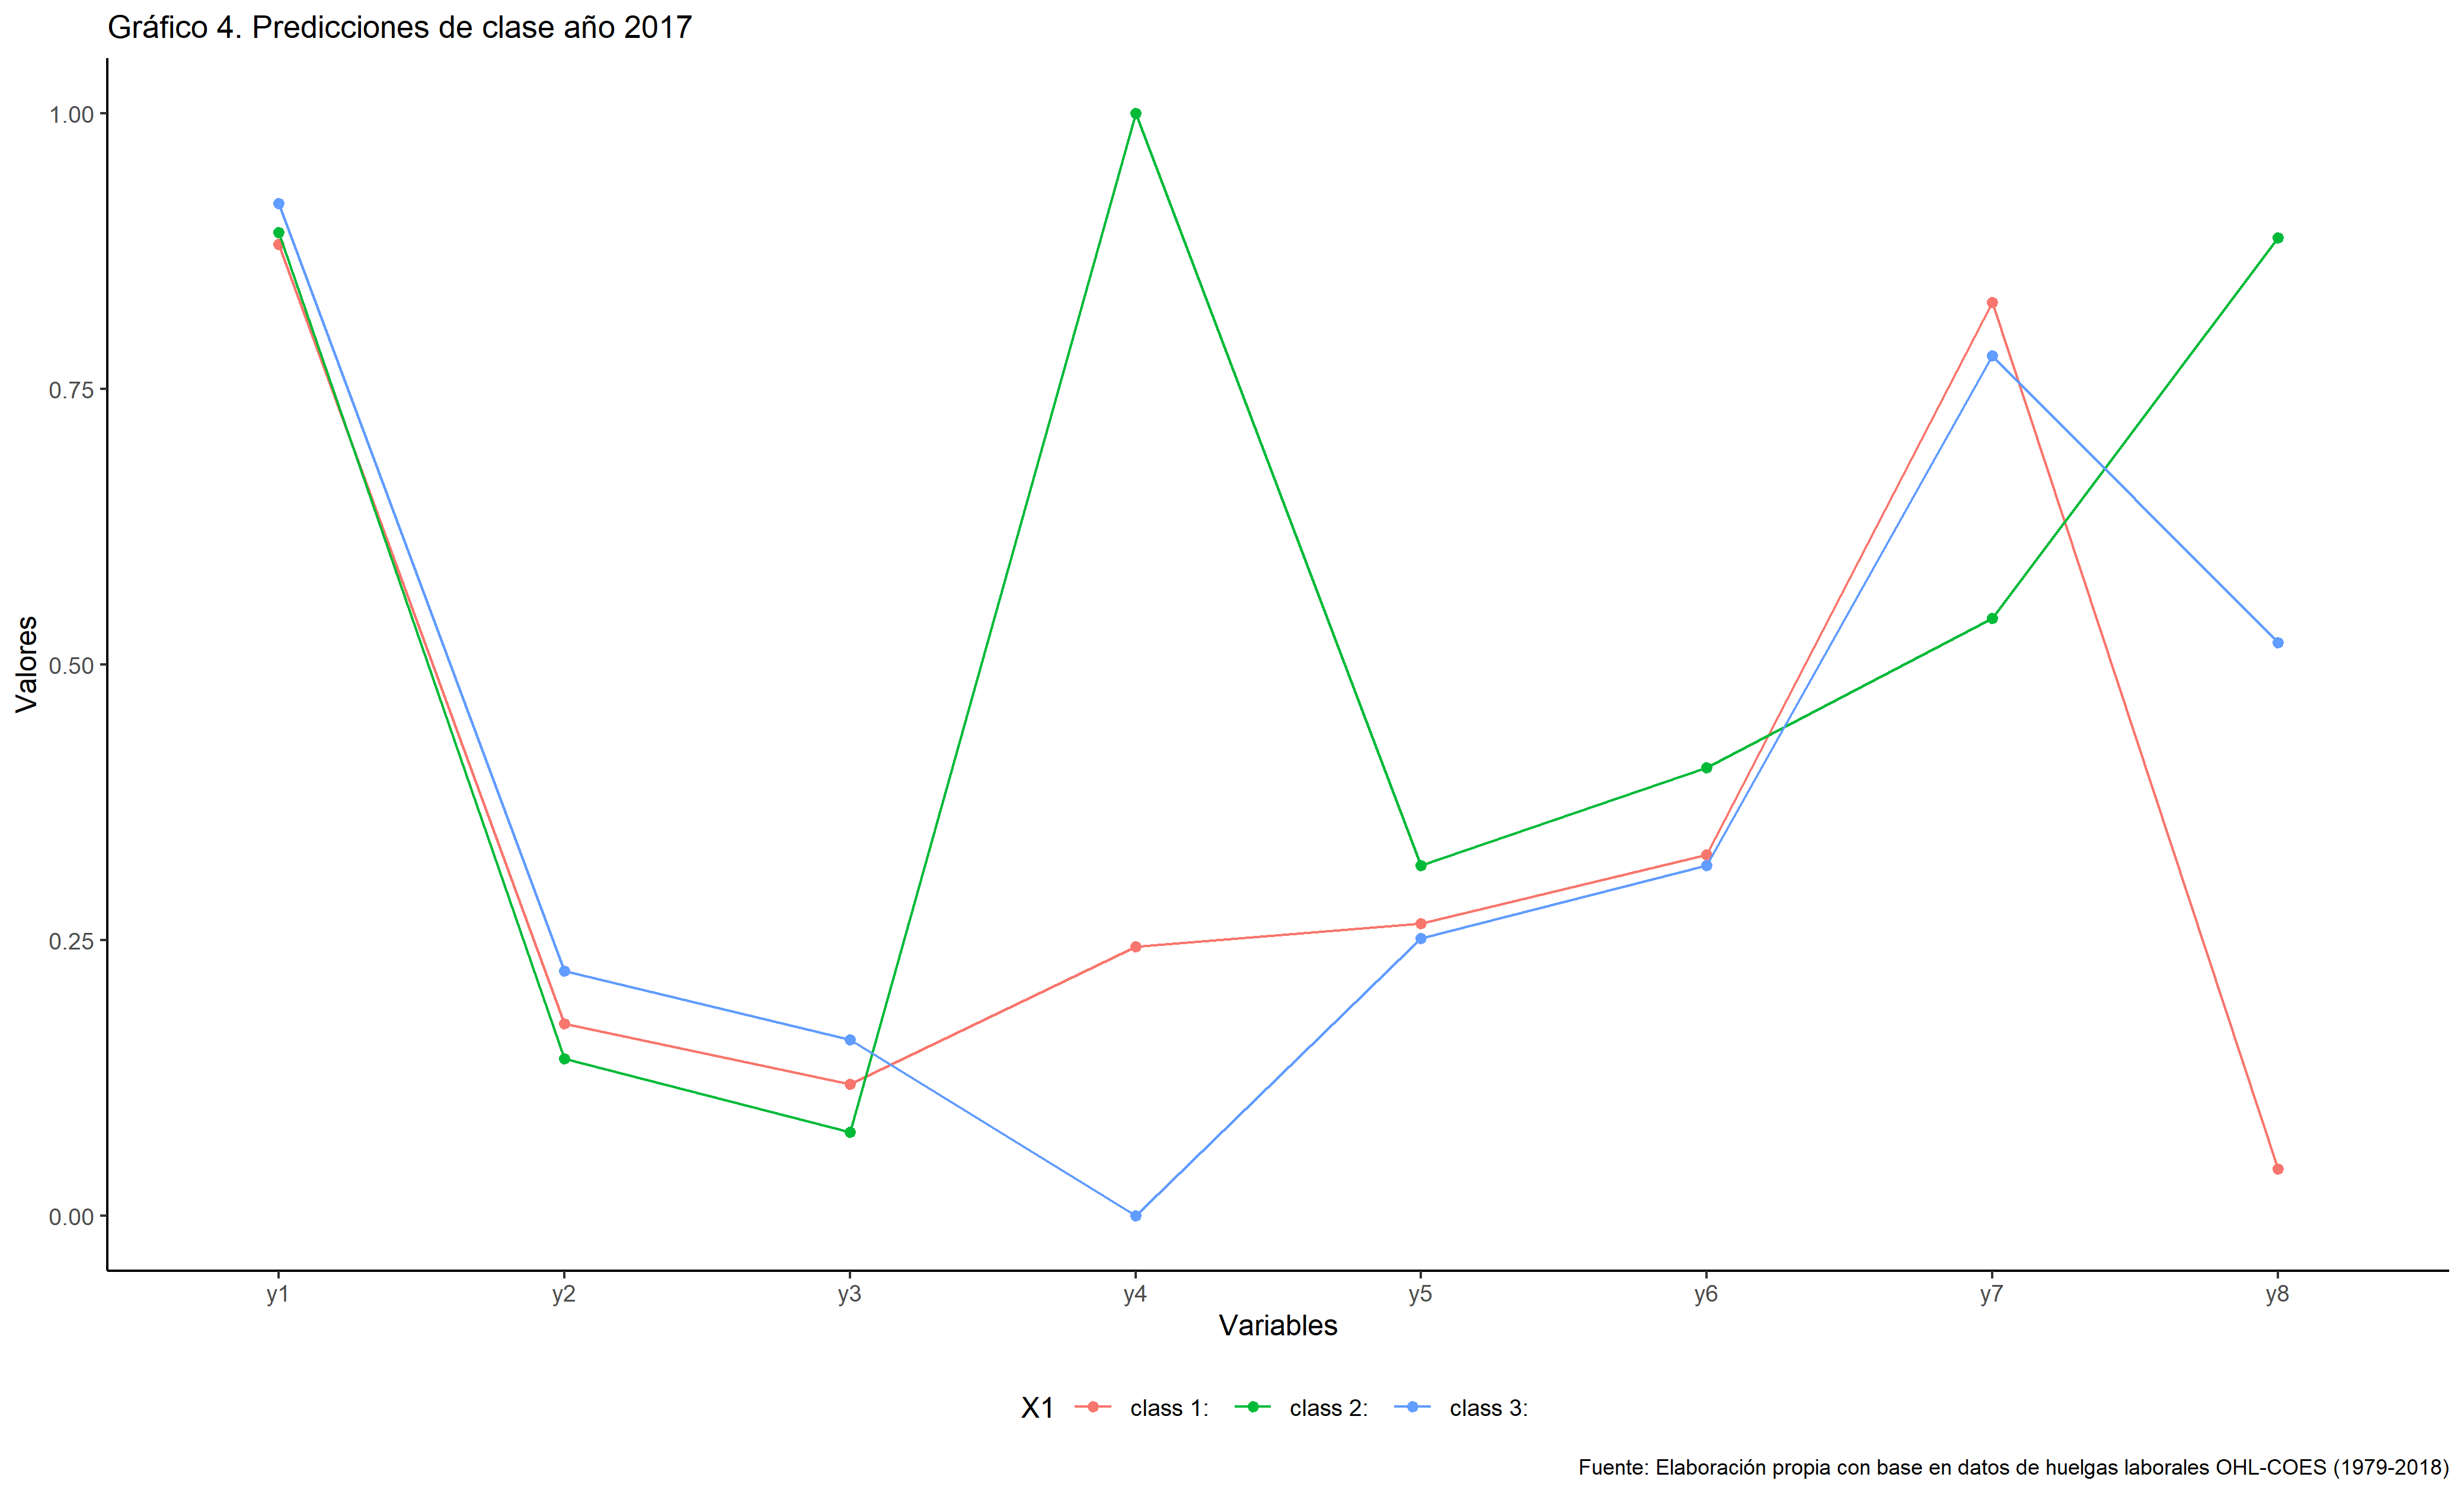 Gráfico 4. Predicciones de clase año 2017
Valores
1.00
0.75
0.50
0.25
0.00
y1 y2 y3 y4 y5 y6 y7 y8
Variables
X1 class 1: class 2: class 3:
Fuente: Elaboración propia con base en datos de huelgas laborales OHL-COES (1979-2018)